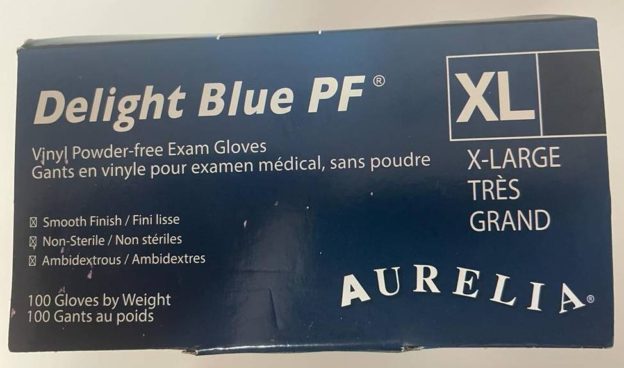 Delight Blue PF®
XL
Vinyl Powder-free Exam Gloves
Gants en vinyle pour examen médical, sans poudre
X-LARGE
TRÈS
GRAND
Smooth Finish / Fini lisse
Non-Sterile / Non stériles
Ambidextrous / Ambidextres
100 Gloves by Weight
100 Gants au poids
AURELIA®